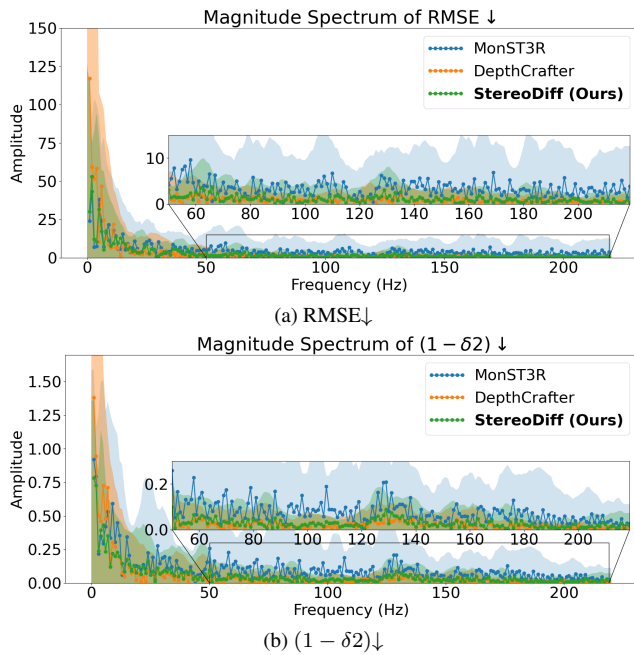 Magnitude Spectrum of RMSE ↓
150
125
100
75
50
25
0
Amplitude
MonST3R
DepthCrafter
StereoDiff (Ours)
10
0
60 80 100 120 140 160 180 200
0 50 100 150 200
Frequency (Hz)
(a) RMSE↓
Magnitude Spectrum of (1 − δ2) ↓
1.50
1.25
1.00
0.75
0.50
0.25
0.00
Amplitude
MonST3R
DepthCrafter
StereoDiff (Ours)
0.2
0.0
60 80 100 120 140 160 180 200
0 50 100 150 200
Frequency (Hz)
(b) (1 − δ2)↓